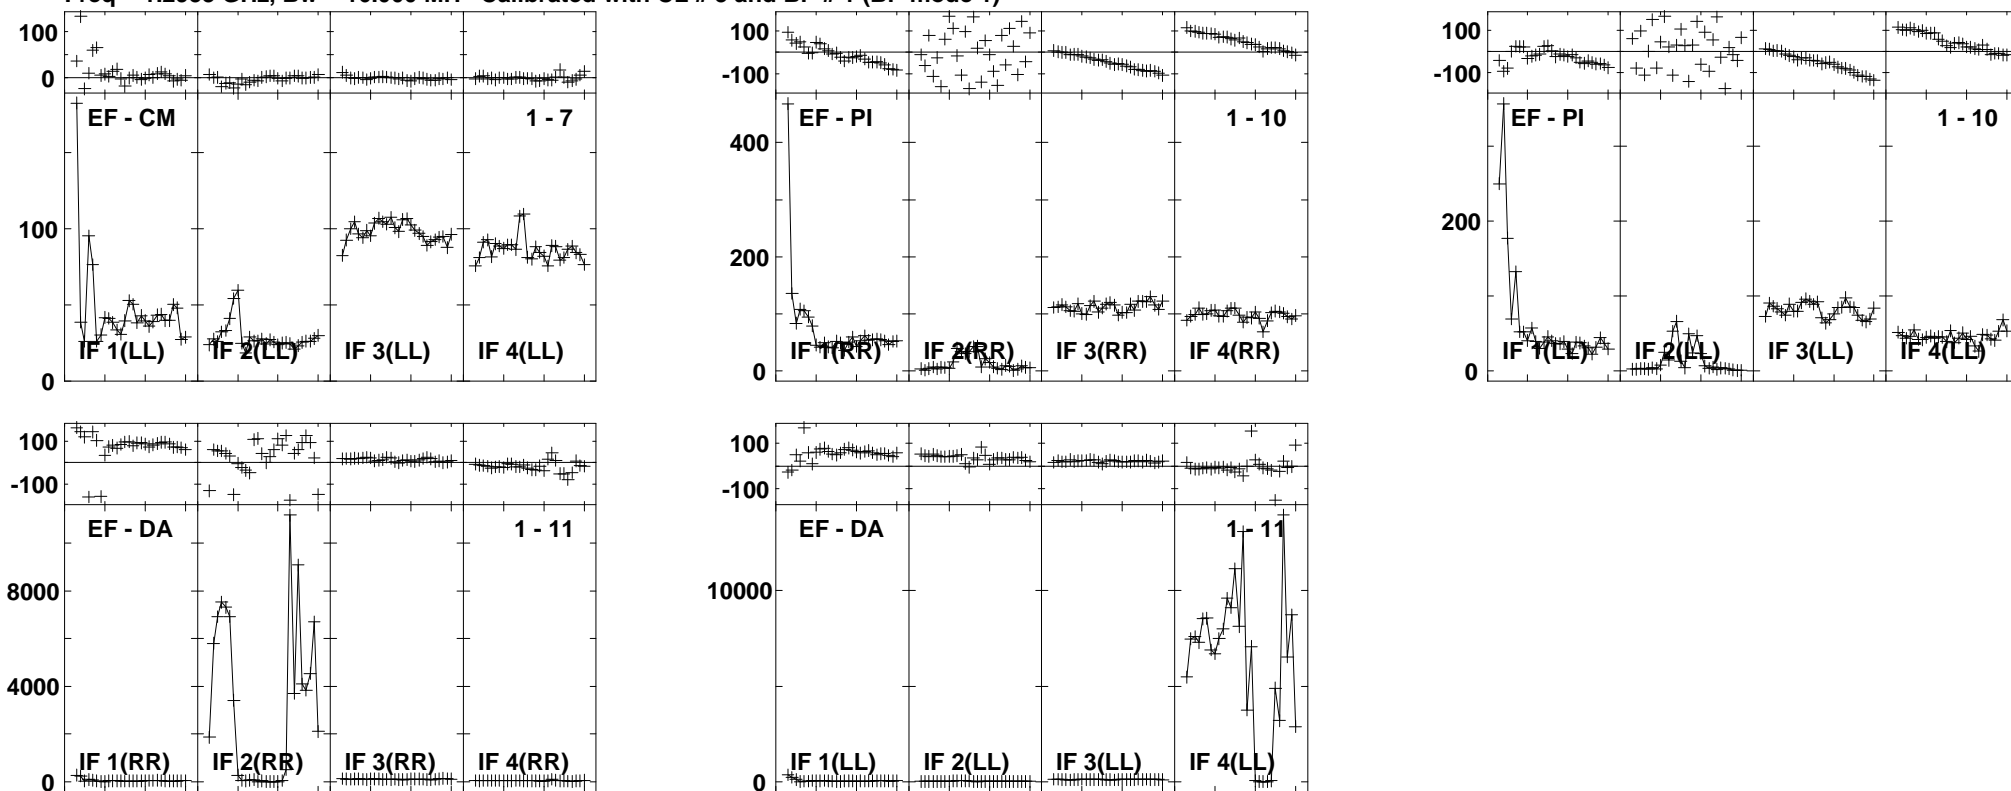 100
0
EF - CM
1 - 7
100
0
IF 1(LL)
IF 2(LL)
IF 3(LL)
IF 4(LL)
100
-100
EF - PI
1 - 10
400
200
0
IF 1(RR)
IF 2(RR)
IF 3(RR)
IF 4(RR)
100
-100
EF - PI
1 - 10
200
0
IF 1(LL)
IF 2(LL)
IF 3(LL)
IF 4(LL)
100
-100
EF - DA
1 - 11
8000
4000
0
IF 1(RR)
IF 2(RR)
IF 3(RR)
IF 4(RR)
100
-100
EF - DA
1 - 11
10000
0
IF 1(LL)
IF 2(LL)
IF 3(LL)
IF 4(LL)